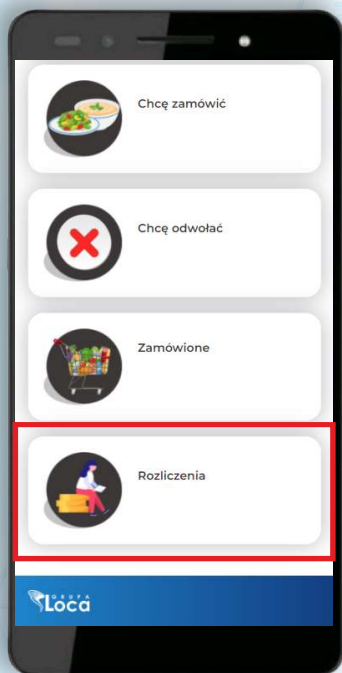 Chcę zamówić
Chcę odwołać
Zamówione
Rozliczenia
GRUPA
Loca